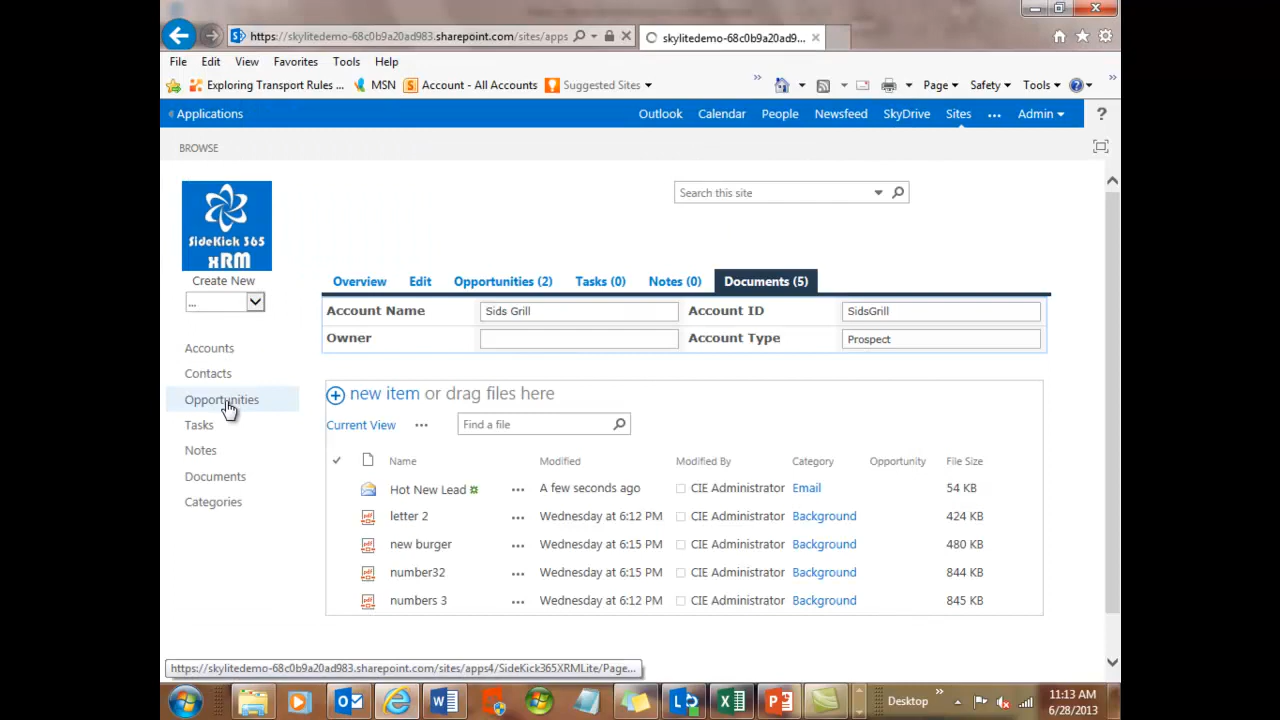 https://skylitedemo-68c0b9a20ad983.sharepoint.com/sites/apps
skylitedemo-68c0b9a20ad9...
File Edit View Favorites Tools Help
Exploring Transport Rules ... MSN Account - All Accounts Suggested Sites Page Safety Tools
Applications Outlook Calendar People Newsfeed SkyDrive Sites ... Admin ?
BROWSE
Search this site
SideKick 365
xRM
Create New
...
Overview Edit Opportunities (2) Tasks (0) Notes (0) Documents (5)
Account Name Sids Grill Account ID SidsGrill
Owner Account Type Prospect
Accounts
Contacts
Opportunities
Tasks
Notes
Documents
Categories
new item or drag files here
Current View ... Find a file
Name Modified Modified By Category Opportunity File Size
Hot New Lead ... A few seconds ago CIE Administrator Email 54 KB
letter 2 ... Wednesday at 6:12 PM CIE Administrator Background 424 KB
new burger ... Wednesday at 6:15 PM CIE Administrator Background 480 KB
number32 ... Wednesday at 6:15 PM CIE Administrator Background 844 KB
numbers 3 ... Wednesday at 6:12 PM CIE Administrator Background 845 KB
https://skylitedemo-68c0b9a20ad983.sharepoint.com/sites/apps4/SideKick365XRMLite/Page...
Desktop
11:13 AM
6/28/2013